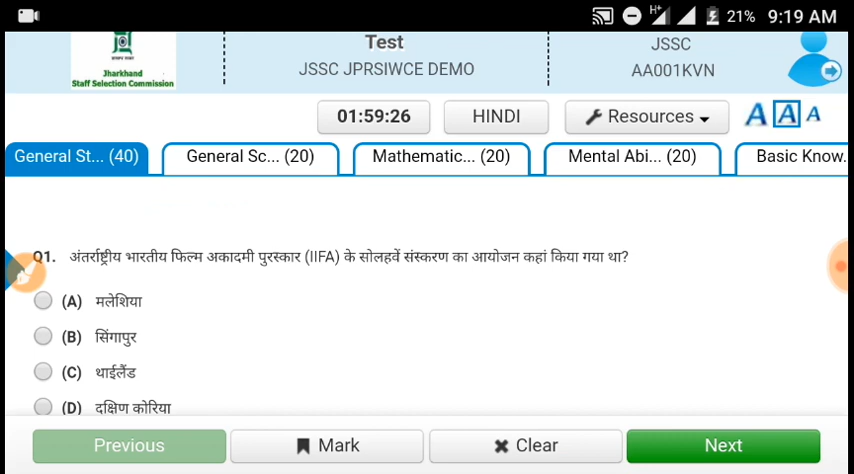 H+ 21% 9:19 AM
Jharkhand
Staff Selection Commission
Test
JSSC JPRSIWCE DEMO
JSSC
AA001KVN
01:59:26 HINDI Resources A A A
General St... (40) General Sc... (20) Mathematic... (20) Mental Abi... (20) Basic Know.
Q1. अंतर्राष्ट्रीय भारतीय फिल्म अकादमी पुरस्कार (IIFA) के सोलहवें संस्करण का आयोजन कहां किया गया था?
(A) मलेशिया
(B) सिंगापुर
(C) थाईलैंड
(D) दक्षिण कोरिया
Previous Mark Clear Next